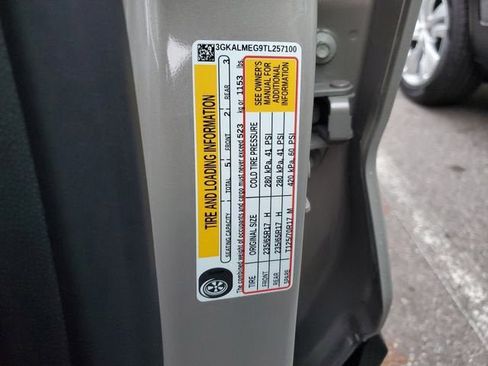 3GKALMEG9TL257100
TIRE AND LOADING INFORMATION
SEATING CAPACITY TOTAL 5 FRONT 2 REAR 3
The combined weight of occupants and cargo must never exceed 523 kg or 1153 lbs.
TIRE ORIGINAL SIZE COLD TIRE PRESSURE
FRONT 235/65R17 H 280 kPa, 41 PSI
REAR 235/65R17 H 280 kPa, 41 PSI
SPARE T125/70R17 M 420 kPa, 60 PSI
SEE OWNER'S
MANUAL FOR
ADDITIONAL
INFORMATION